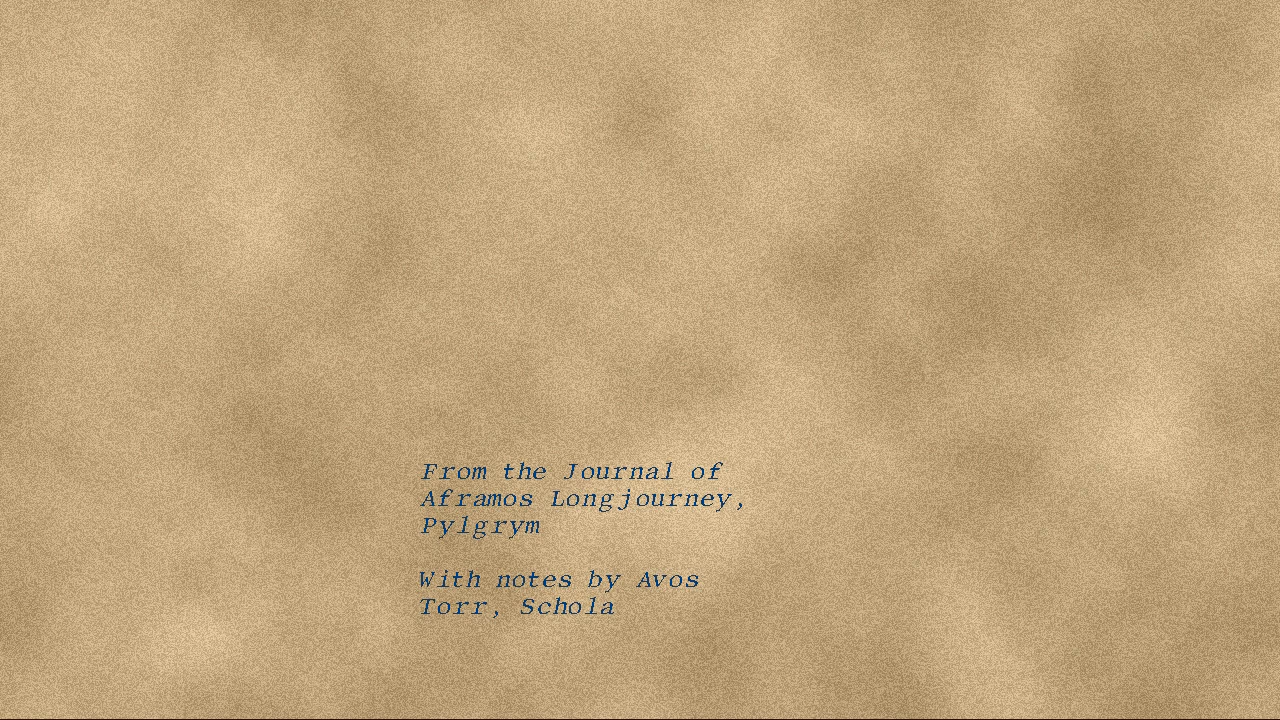 From the Journal of
Aframos Longjourney,
Pylgrym
With notes by Avos
Torr, Schola